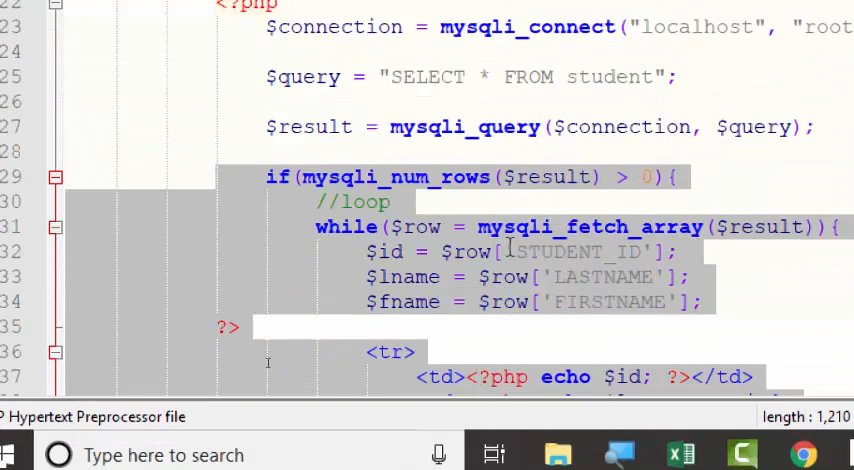 22 <?php
23 $connection = mysqli_connect("localhost", "root
24
25 $query = "SELECT * FROM student";
26
27 $result = mysqli_query($connection, $query);
28
29 if(mysqli_num_rows($result) > 0){
30 //loop
31 while($row = mysqli_fetch_array($result)){
32 $id = $row['STUDENT_ID'];
33 $lname = $row['LASTNAME'];
34 $fname = $row['FIRSTNAME'];
35 ?>
36 <tr>
37 <td><?php echo $id; ?></td>
P Hypertext Preprocessor file length : 1,210
Type here to search